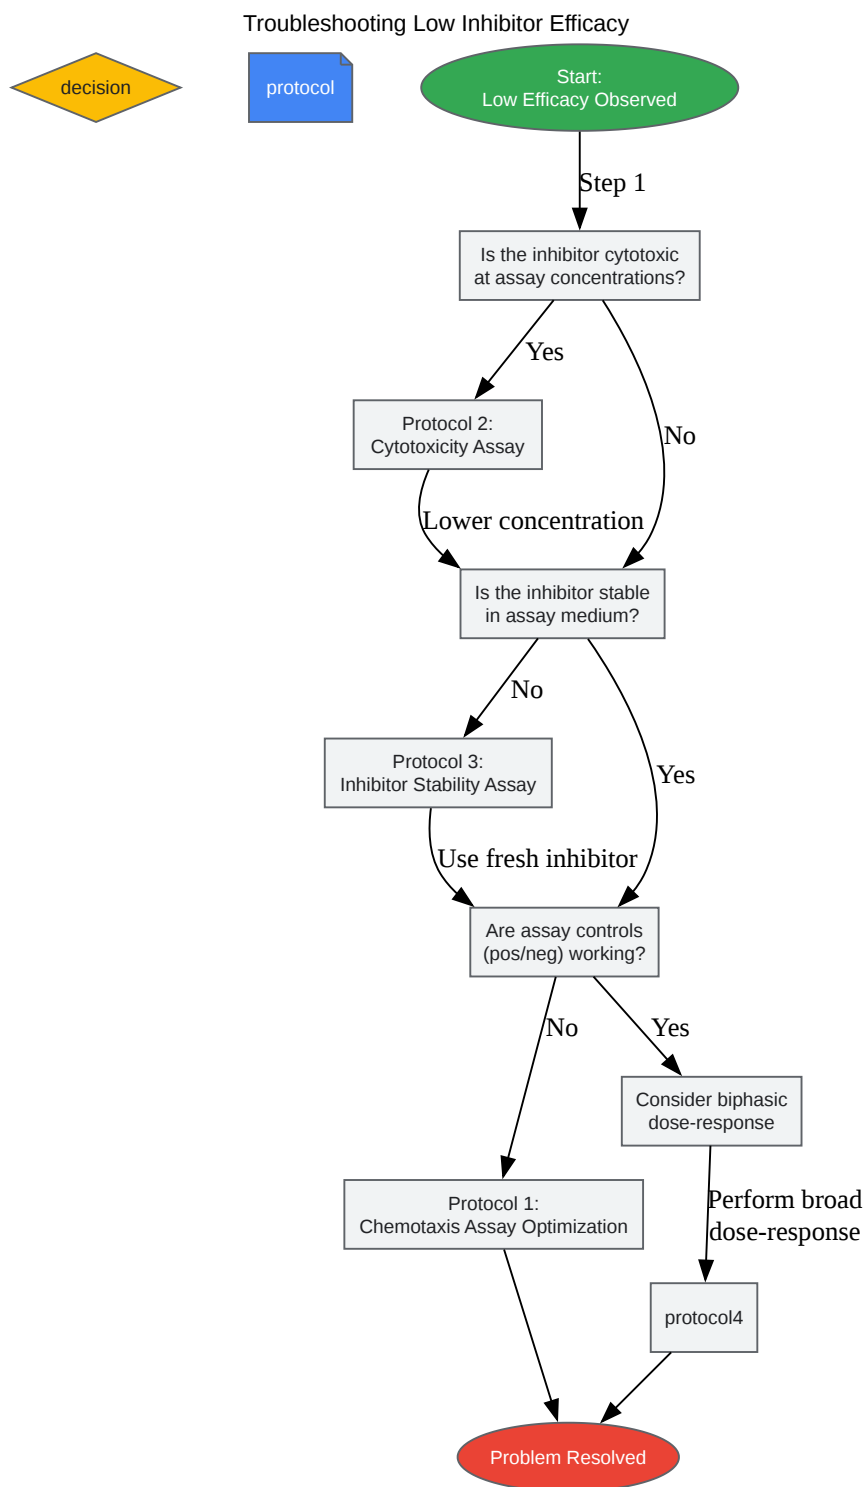 Troubleshooting Low Inhibitor Efficacy
decision
protocol
Start:
Low Efficacy Observed
Step 1
Is the inhibitor cytotoxic
at assay concentrations?
Yes
No
Protocol 2:
Cytotoxicity Assay
Lower concentration
Is the inhibitor stable
in assay medium?
No
Yes
Protocol 3:
Inhibitor Stability Assay
Use fresh inhibitor
Are assay controls
(pos/neg) working?
No
Yes
Consider biphasic
dose-response
Protocol 1:
Chemotaxis Assay Optimization
Perform broad
dose-response
protocol4
Problem Resolved